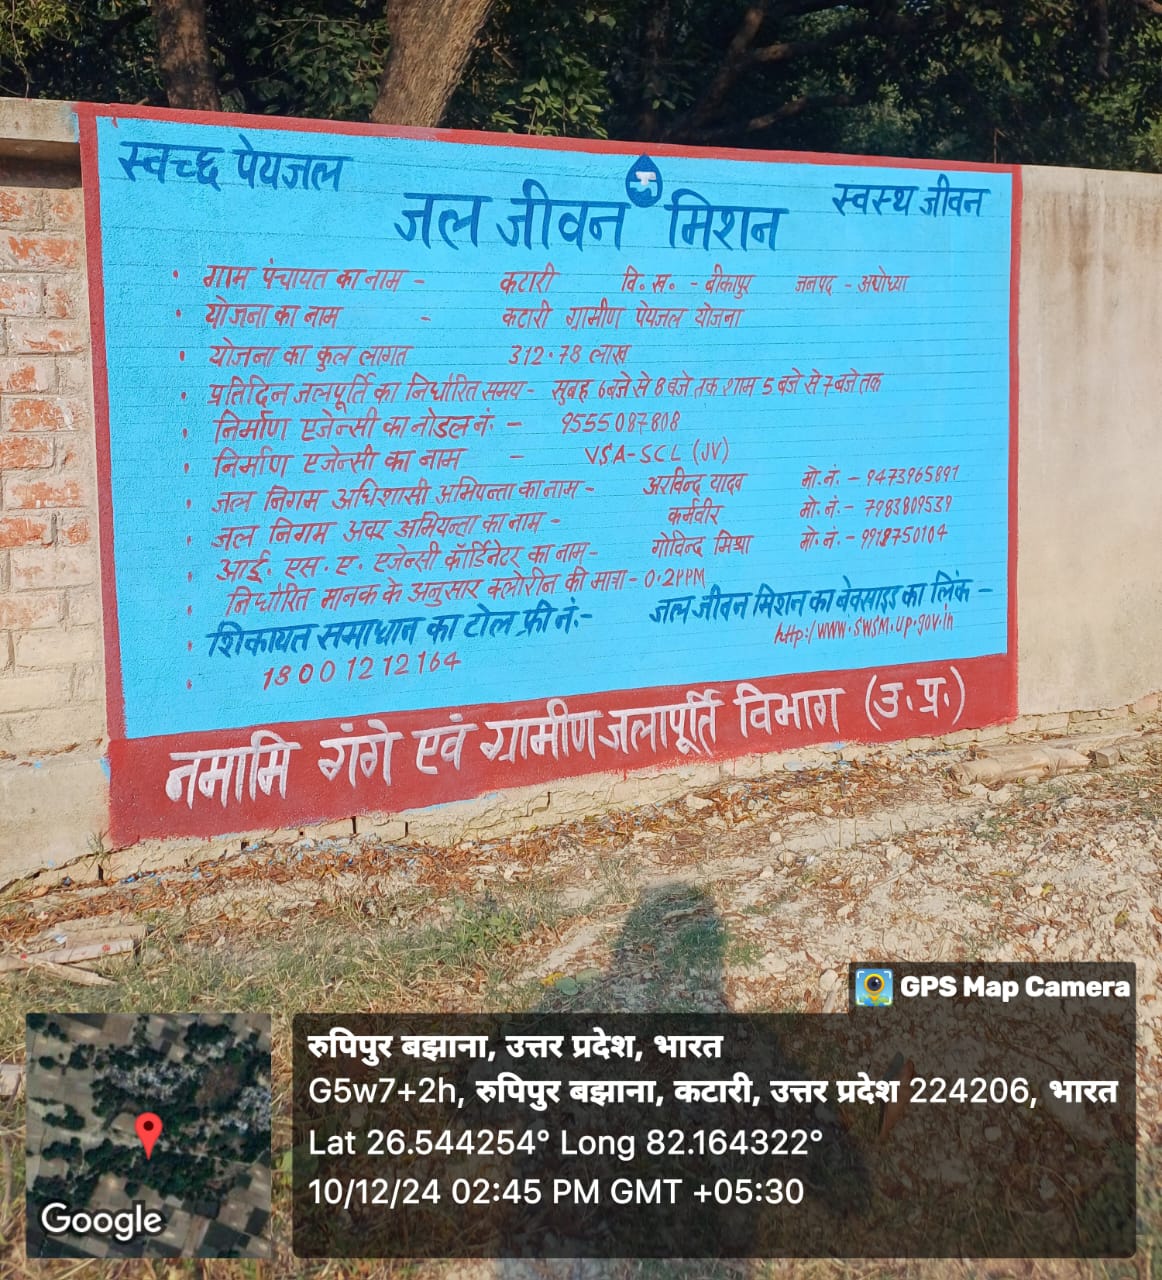 स्वच्छ पेयजल
स्वस्थ जीवन
जल जीवन मिशन
• ग्राम पंचायत का नाम - कटारी वि.ख. - बीकापुर जनपद - अयोध्या
• योजना का नाम - कटारी ग्रामीण पेयजल योजना
• योजना का कुल लागत 312.78 लाख
• प्रतिदिन जलपूर्ति का निर्धारित समय - सुबह 6 बजे से 8 बजे तक शाम 5 बजे से 7 बजे तक
• निर्माण एजेन्सी का नोडल नं. - 9555087808
• निर्माण एजेन्सी का नाम - VSA-SCL (JV)
• जल निगम अधिशासी अभियन्ता का नाम - अरविन्द यादव मो.नं. - 9473965891
• जल निगम अवर अभियन्ता का नाम - कर्मवीर मो.नं. - 7983809539
• आई. एस. ए. एजेन्सी कॉर्डिनेटर का नाम - गोविन्द मिश्रा मो.नं. - 9918750104
• निर्धारित मानक के अनुसार क्लोरीन की मात्रा - 0.2PPM
• शिकायत समाधान का टोल फ्री नं. - जल जीवन मिशन का बेवसाइड का लिंक -
• 18001212164 http:/www.swsm.up.gov.in
नमामि गंगे एवं ग्रामीण जलापूर्ति विभाग (उ.प्र.)
GPS Map Camera
रुपिपुर बझाना, उत्तर प्रदेश, भारत
G5w7+2h, रुपिपुर बझाना, कटारी, उत्तर प्रदेश 224206, भारत
Lat 26.544254° Long 82.164322°
10/12/24 02:45 PM GMT +05:30
Google